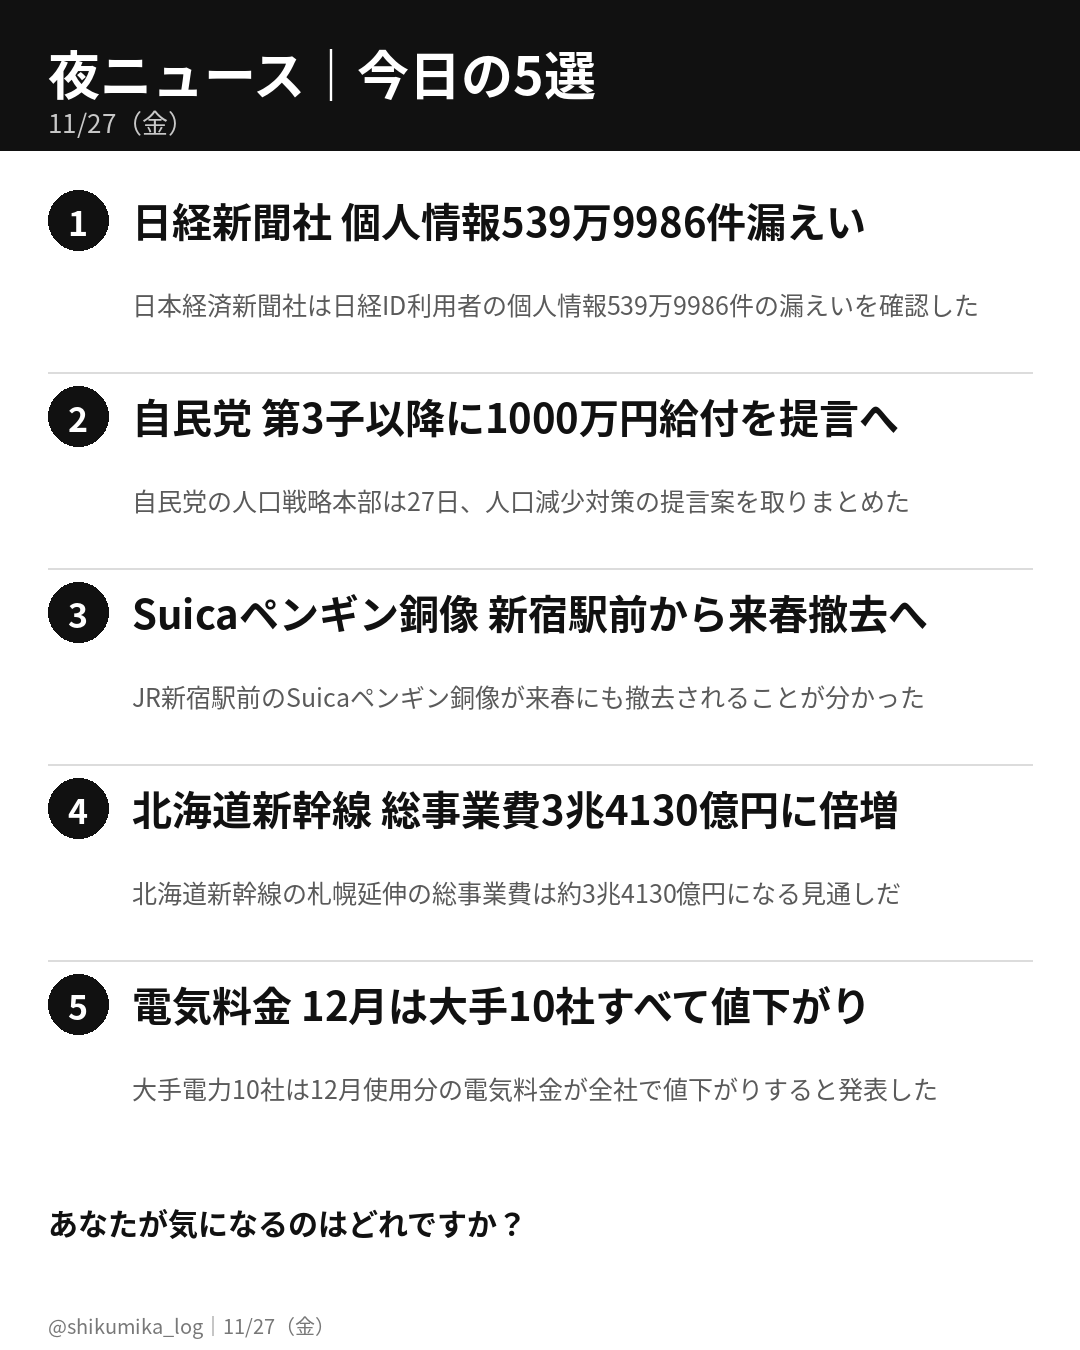 夜ニュース｜今日の5選
11/27（金）
1 日経新聞社 個人情報539万9986件漏えい
日本経済新聞社は日経ID利用者の個人情報539万9986件の漏えいを確認した
2 自民党 第3子以降に1000万円給付を提言へ
自民党の人口戦略本部は27日、人口減少対策の提言案を取りまとめた
3 Suicaペンギン銅像 新宿駅前から来春撤去へ
JR新宿駅前のSuicaペンギン銅像が来春にも撤去されることが分かった
4 北海道新幹線 総事業費3兆4130億円に倍増
北海道新幹線の札幌延伸の総事業費は約3兆4130億円になる見通しだ
5 電気料金 12月は大手10社すべて値下がり
大手電力10社は12月使用分の電気料金が全社で値下がりすると発表した
あなたが気になるのはどれですか？
@shikumika_log｜11/27（金）